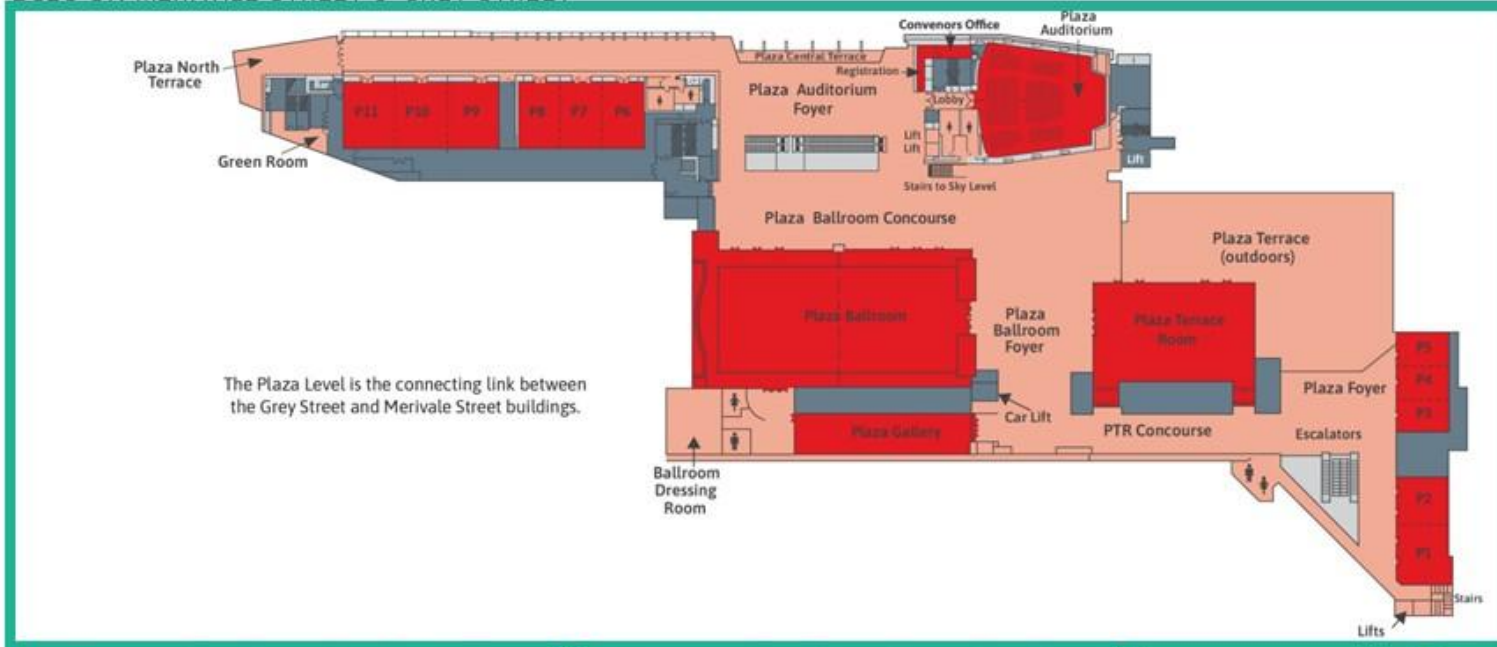 Plaza
Auditorium
Convenors Office
Plaza Central Terrace
Registration
Plaza North
Terrace
Plaza Auditorium
Foyer
Lobby
P11
P10
P9
P8
P7
P6
Lift
Lift
Lift
Green Room
Stairs to Sky Level
Plaza Ballroom Concourse
Plaza Terrace
(outdoors)
Plaza Ballroom
Plaza
Ballroom
Foyer
Plaza Terrace
Room
P5
P4
P3
The Plaza Level is the connecting link between
the Grey Street and Merivale Street buildings.
Plaza Foyer
Car Lift
Plaza Gallery
PTR Concourse
Escalators
Ballroom
Dressing
Room
P2
P1
Stairs
Lifts